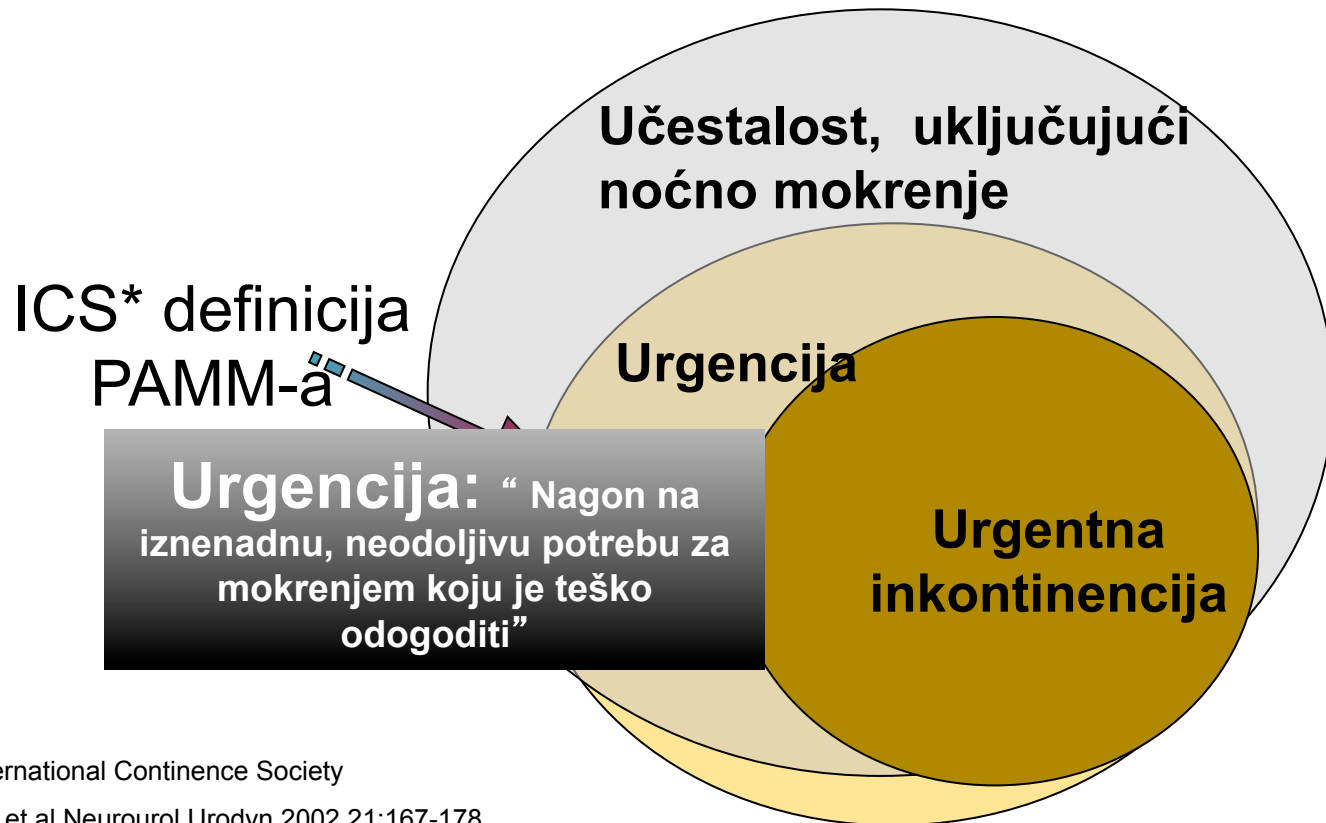 Učestalost, uključujući
noćno mokrenje
ICS* definicija
PAMM-a
Urgencija
Urgencija: “ Nagon na
iznenadnu, neodoljivu potrebu za
mokrenjem koju je teško
odogoditi”
Urgentna
inkontinencija
ernational Continence Society
et al Neurourol Urodyn 2002 21:167-178